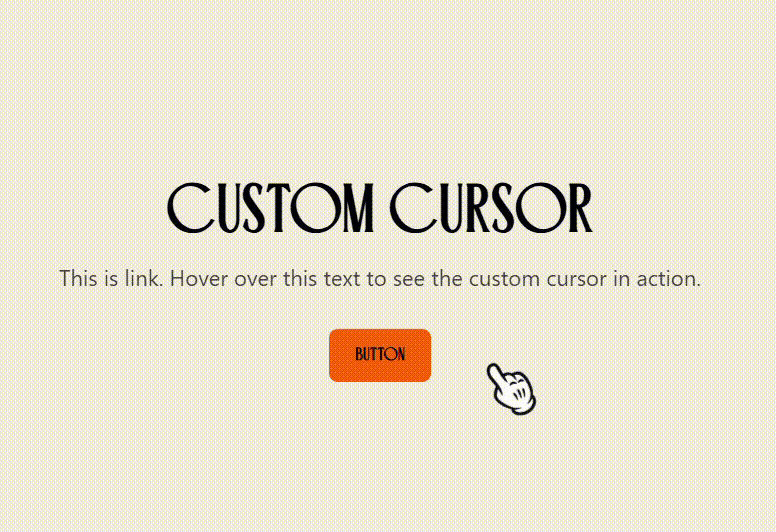 CUSTOM CURSOR
This is link. Hover over this text to see the custom cursor in action.
BUTTON